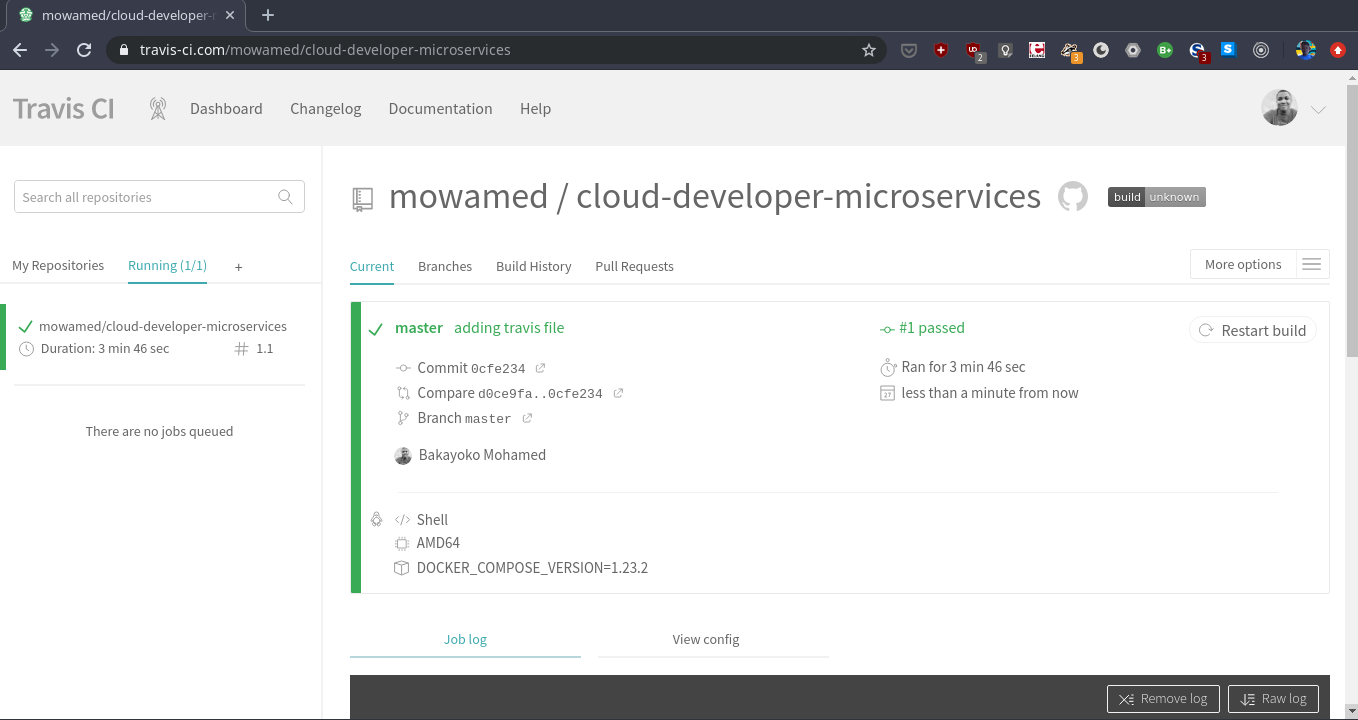 mowamed/cloud-developer-
travis-ci.com/mowamed/cloud-developer-microservices
2
3
3
Travis CI
Dashboard
Changelog
Documentation
Help
Search all repositories
My Repositories
Running (1/1)
+
mowamed/cloud-developer-microservices
Duration: 3 min 46 sec
1.1
There are no jobs queued
mowamed / cloud-developer-microservices
build unknown
Current
Branches
Build History
Pull Requests
More options
master adding travis file
#1 passed
Restart build
Commit 0cfe234
Ran for 3 min 46 sec
Compare d0ce9fa..0cfe234
less than a minute from now
Branch master
Bakayoko Mohamed
Shell
AMD64
DOCKER_COMPOSE_VERSION=1.23.2
Job log
View config
Remove log
Raw log